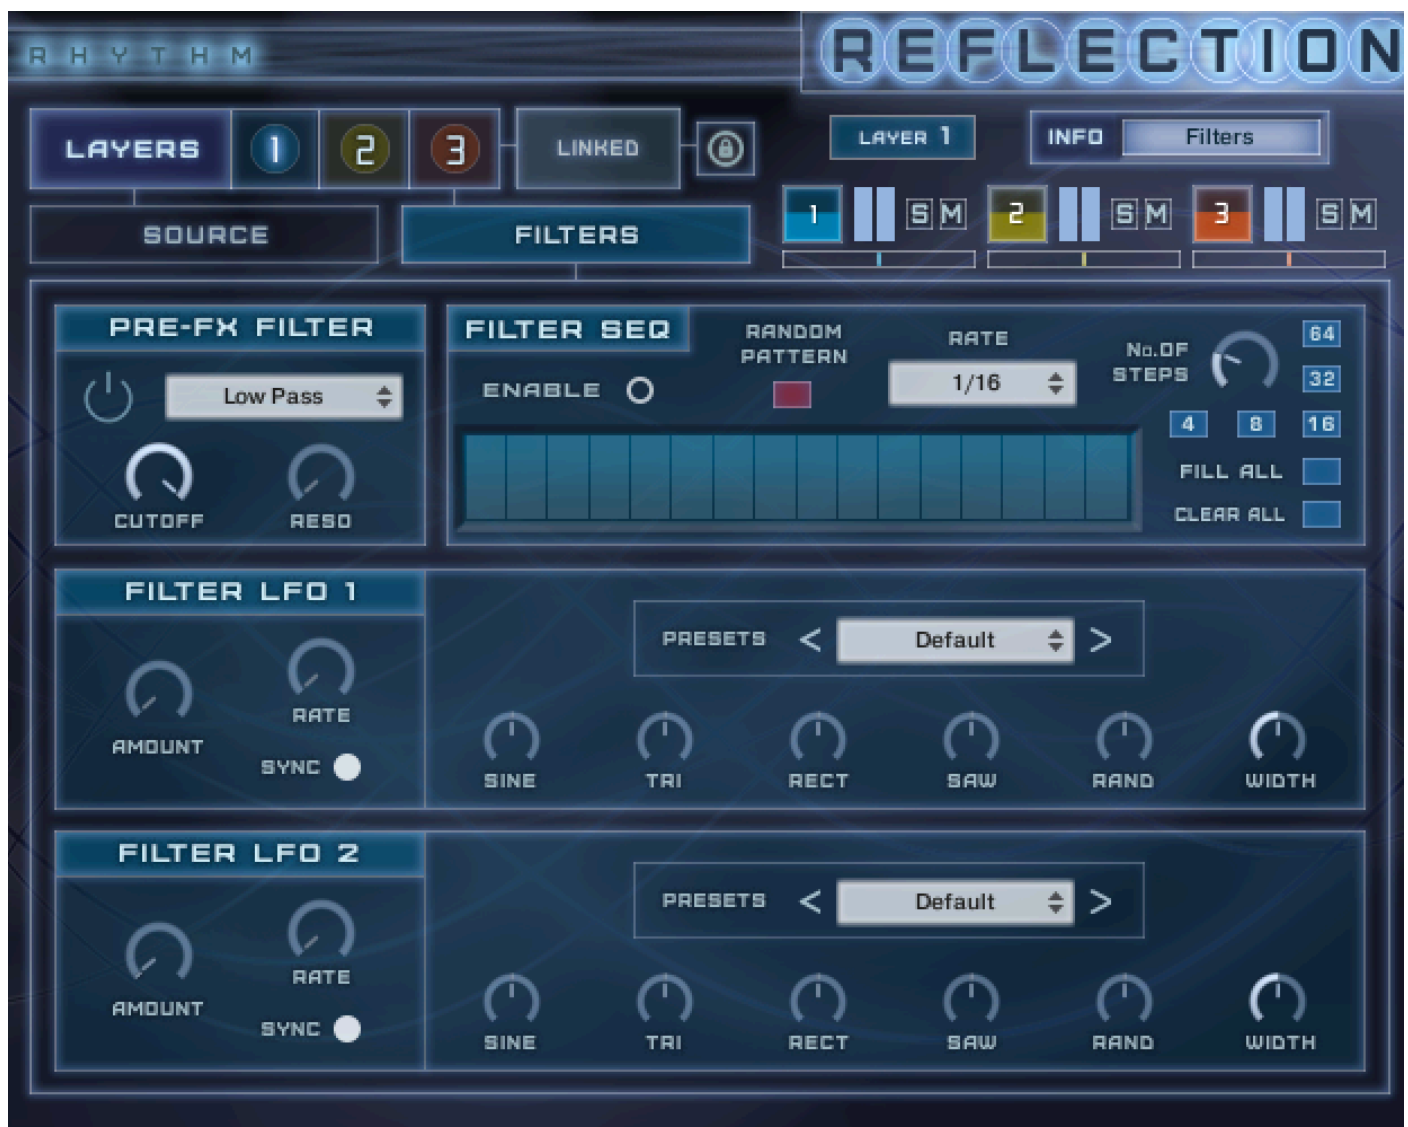 RHYTHM
REFLECTION
LAYERS 1 2 3 LINKED
LAYER 1
INFO Filters
SOURCE FILTERS
1 S M 2 S M 3 S M
PRE-FX FILTER
Low Pass
CUTOFF RESO
FILTER SEQ
ENABLE
RANDOM
PATTERN
RATE
1/16
No.OF
STEPS
64
32
4 8 16
FILL ALL
CLEAR ALL
FILTER LFO 1
AMOUNT
RATE
SYNC
PRESETS < Default >
SINE TRI RECT SAW RAND WIDTH
FILTER LFO 2
AMOUNT
RATE
SYNC
PRESETS < Default >
SINE TRI RECT SAW RAND WIDTH